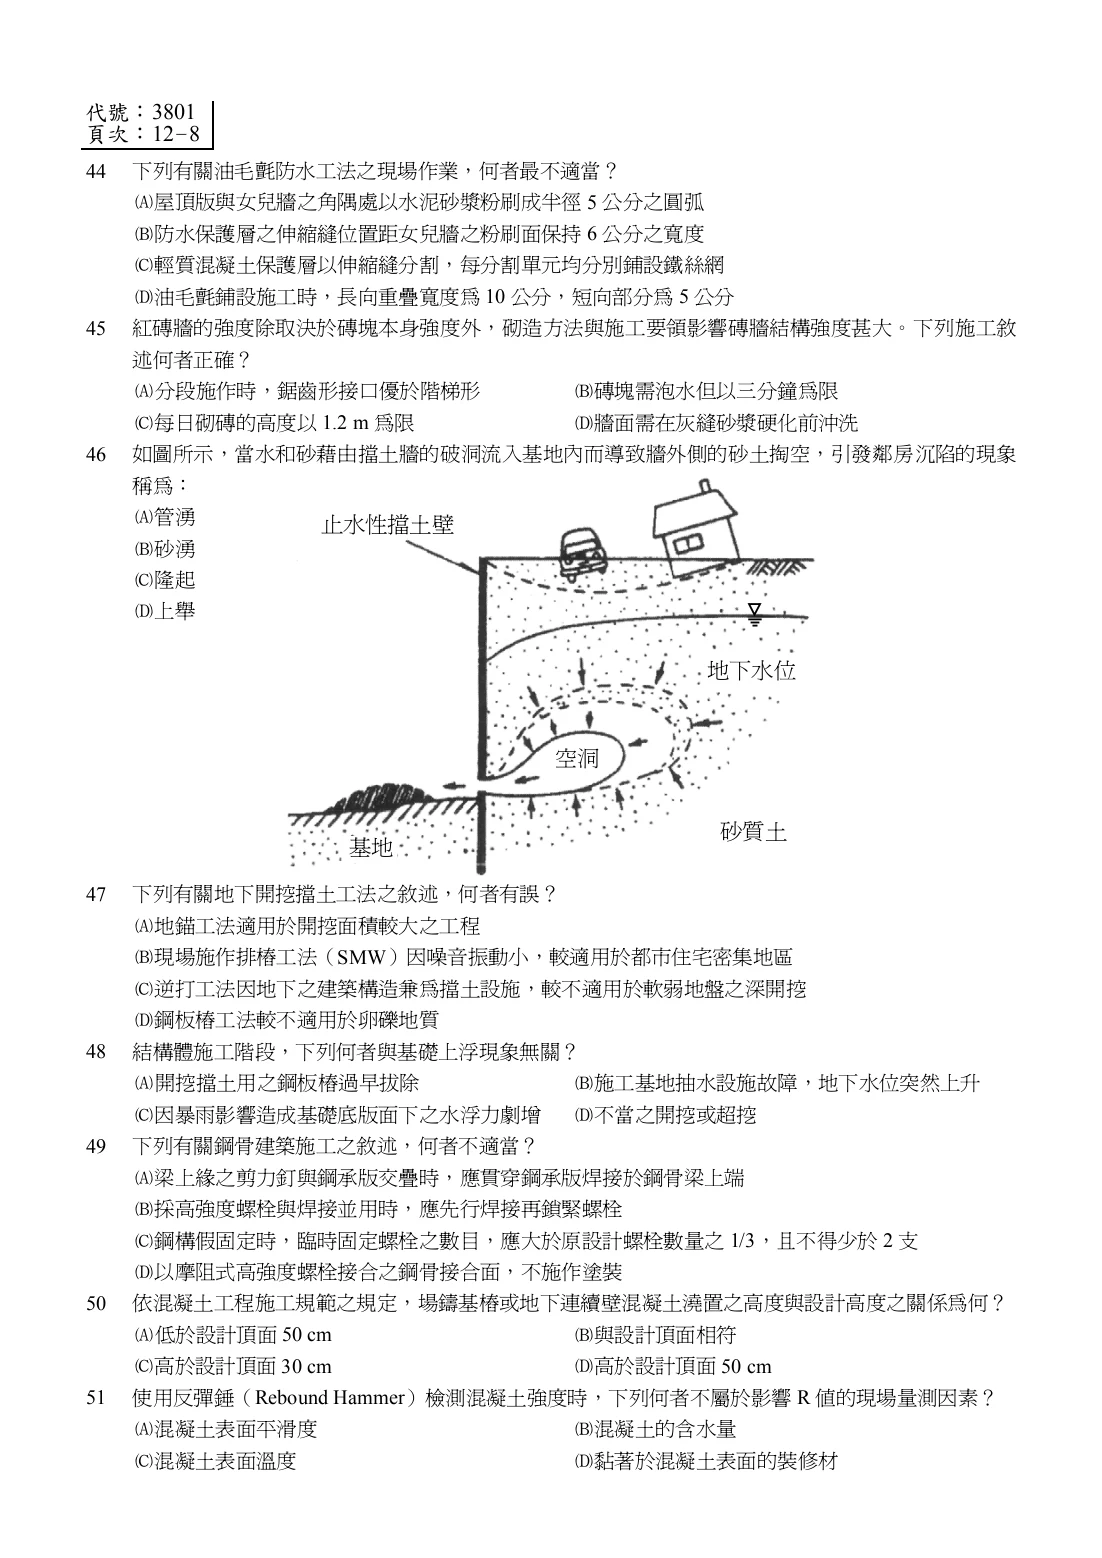 代號：3801
頁次：12-8
44 下列有關油毛氈防水工法之現場作業，何者最不適當？
(A)屋頂版與女兒牆之角隅處以水泥砂漿粉刷成半徑 5 公分之圓弧
(B)防水保護層之伸縮縫位置距女兒牆之粉刷面保持 6 公分之寬度
(C)輕質混凝土保護層以伸縮縫分割，每分割單元均分別鋪設鐵絲網
(D)油毛氈鋪設施工時，長向重疊寬度為 10 公分，短向部分為 5 公分
45 紅磚牆的強度除取決於磚塊本身強度外，砌造方法與施工要領影響磚牆結構強度甚大。下列施工敘
述何者正確？
(A)分段施作時，鋸齒形接口優於階梯形 (B)磚塊需泡水但以三分鐘為限
(C)每日砌磚的高度以 1.2 m 為限 (D)牆面需在灰縫砂漿硬化前沖洗
46 如圖所示，當水和砂藉由擋土牆的破洞流入基地內而導致牆外側的砂土掏空，引發鄰房沉陷的現象
稱為：
(A)管湧
(B)砂湧
(C)隆起
(D)上舉
止水性擋土壁
地下水位
空洞
砂質土
基地
47 下列有關地下開挖擋土工法之敘述，何者有誤？
(A)地錨工法適用於開挖面積較大之工程
(B)現場施作排樁工法（SMW）因噪音振動小，較適用於都市住宅密集地區
(C)逆打工法因地下之建築構造兼為擋土設施，較不適用於軟弱地盤之深開挖
(D)鋼板樁工法較不適用於卵礫地質
48 結構體施工階段，下列何者與基礎上浮現象無關？
(A)開挖擋土用之鋼板樁過早拔除 (B)施工基地抽水設施故障，地下水位突然上升
(C)因暴雨影響造成基礎底版面下之水浮力劇增 (D)不當之開挖或超挖
49 下列有關鋼骨建築施工之敘述，何者不適當？
(A)梁上緣之剪力釘與鋼承版交疊時，應貫穿鋼承版焊接於鋼骨梁上端
(B)採高強度螺栓與焊接並用時，應先行焊接再鎖緊螺栓
(C)鋼構假固定時，臨時固定螺栓之數目，應大於原設計螺栓數量之 1/3，且不得少於 2 支
(D)以摩阻式高強度螺栓接合之鋼骨接合面，不施作塗裝
50 依混凝土工程施工規範之規定，場鑄基樁或地下連續壁混凝土澆置之高度與設計高度之關係為何？
(A)低於設計頂面 50 cm (B)與設計頂面相符
(C)高於設計頂面 30 cm (D)高於設計頂面 50 cm
51 使用反彈錘（Rebound Hammer）檢測混凝土強度時，下列何者不屬於影響 R 值的現場量測因素？
(A)混凝土表面平滑度 (B)混凝土的含水量
(C)混凝土表面溫度 (D)黏著於混凝土表面的裝修材